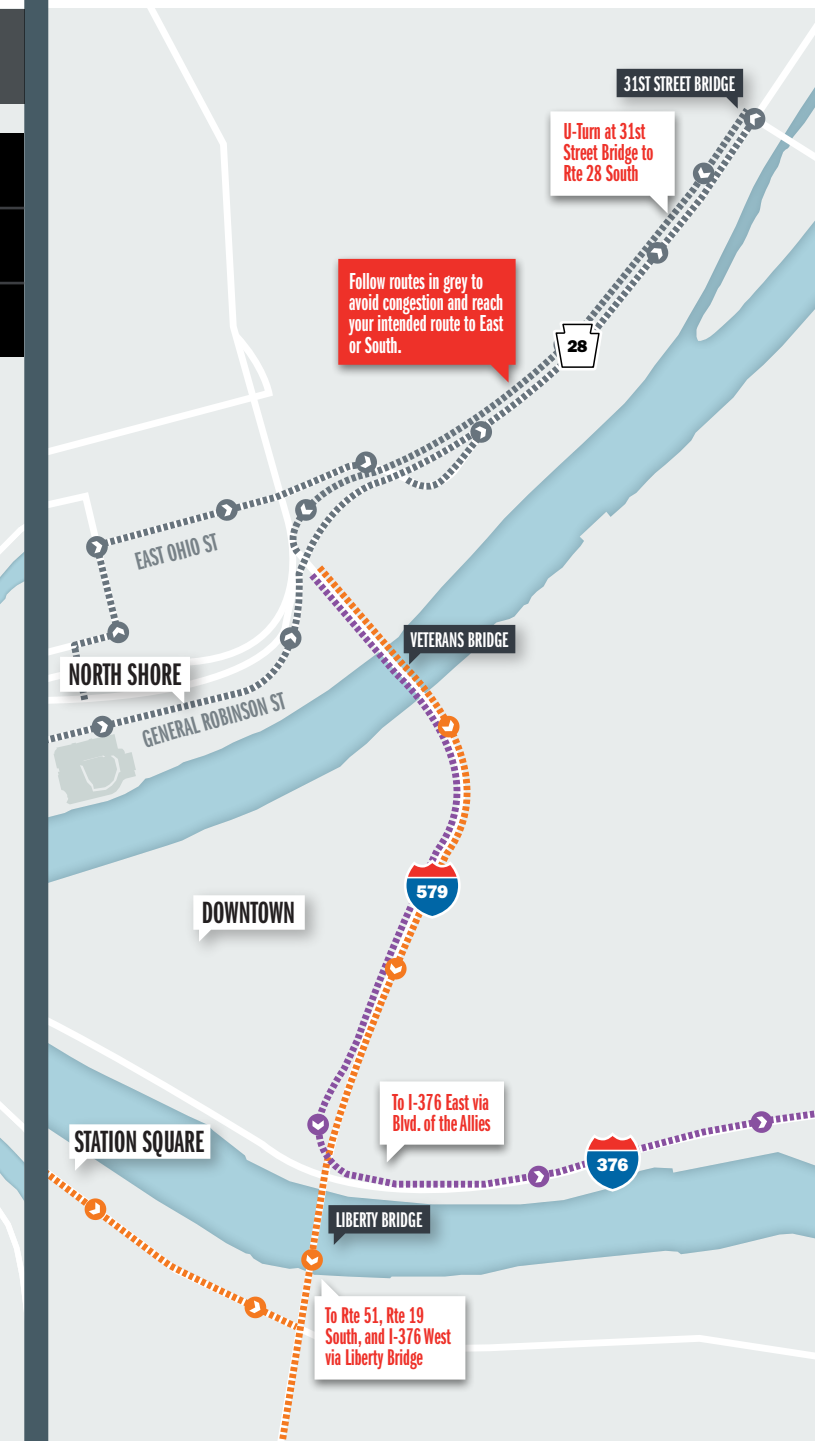 31ST STREET BRIDGE
U-Turn at 31st
Street Bridge to
Rte 28 South
Follow routes in grey to
avoid congestion and reach
your intended route to East
or South.
28
EAST OHIO ST
VETERANS BRIDGE
NORTH SHORE
GENERAL ROBINSON ST
579
DOWNTOWN
To I-376 East via
Blvd. of the Allies
STATION SQUARE
376
LIBERTY BRIDGE
To Rte 51, Rte 19
South, and I-376 West
via Liberty Bridge